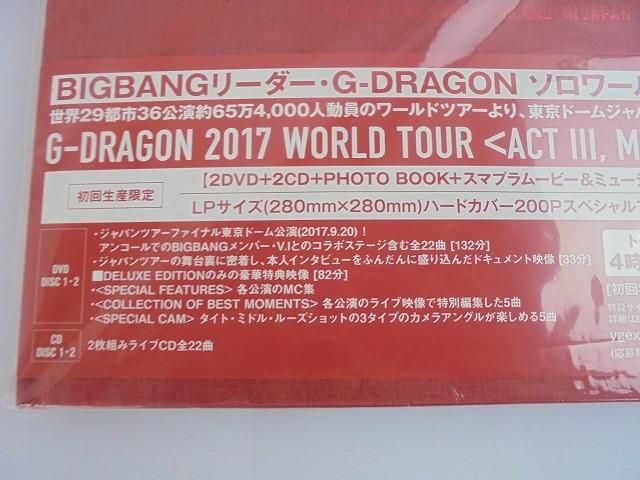 END' IN JAPAN
BIGBANGリーダー・G-DRAGON ソロワール
世界29都市36公演約65万4,000人動員のワールドツアーより、東京ドームジャパ
G-DRAGON 2017 WORLD TOUR <ACT III, M
初回生産限定
【2DVD+2CD+PHOTO BOOK+スマプラムービー&ミュージ
LPサイズ(280mm×280mm)ハードカバー200Pスペシャル
DVD
DISC 1・2
・ジャパンツアーファイナル東京ドーム公演(2017.9.20)!
アンコールでのBIGBANGメンバー・V.Iとのコラボステージ含む全22曲 [132分]
・ジャパンツアーの舞台裏に密着し、本人インタビューをふんだんに盛り込んだドキュメント映像 [33分]
■DELUXE EDITIONのみの豪華特典映像 [82分]
・<SPECIAL FEATURES> 各公演のMC集
・<COLLECTION OF BEST MOMENTS> 各公演のライブ映像で特別編集した5曲
・<SPECIAL CAM> タイト・ミドル・ルーズショットの3タイプのカメラアングルが楽しめる5曲
CD
DISC 1・2
2枚組みライブCD全22曲
4時
[初回
特設サイ
詳細は
ygex
(応募